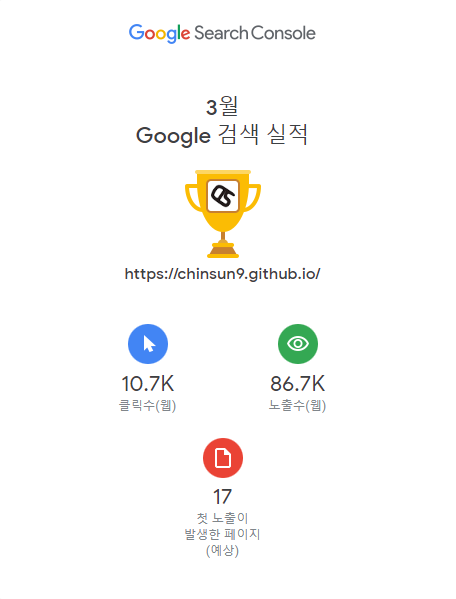 Google Search Console
3월
Google 검색 실적
https://chinsun9.github.io/
10.7K
클릭수(웹)
86.7K
노출수(웹)
17
첫 노출이
발생한 페이지
(예상)